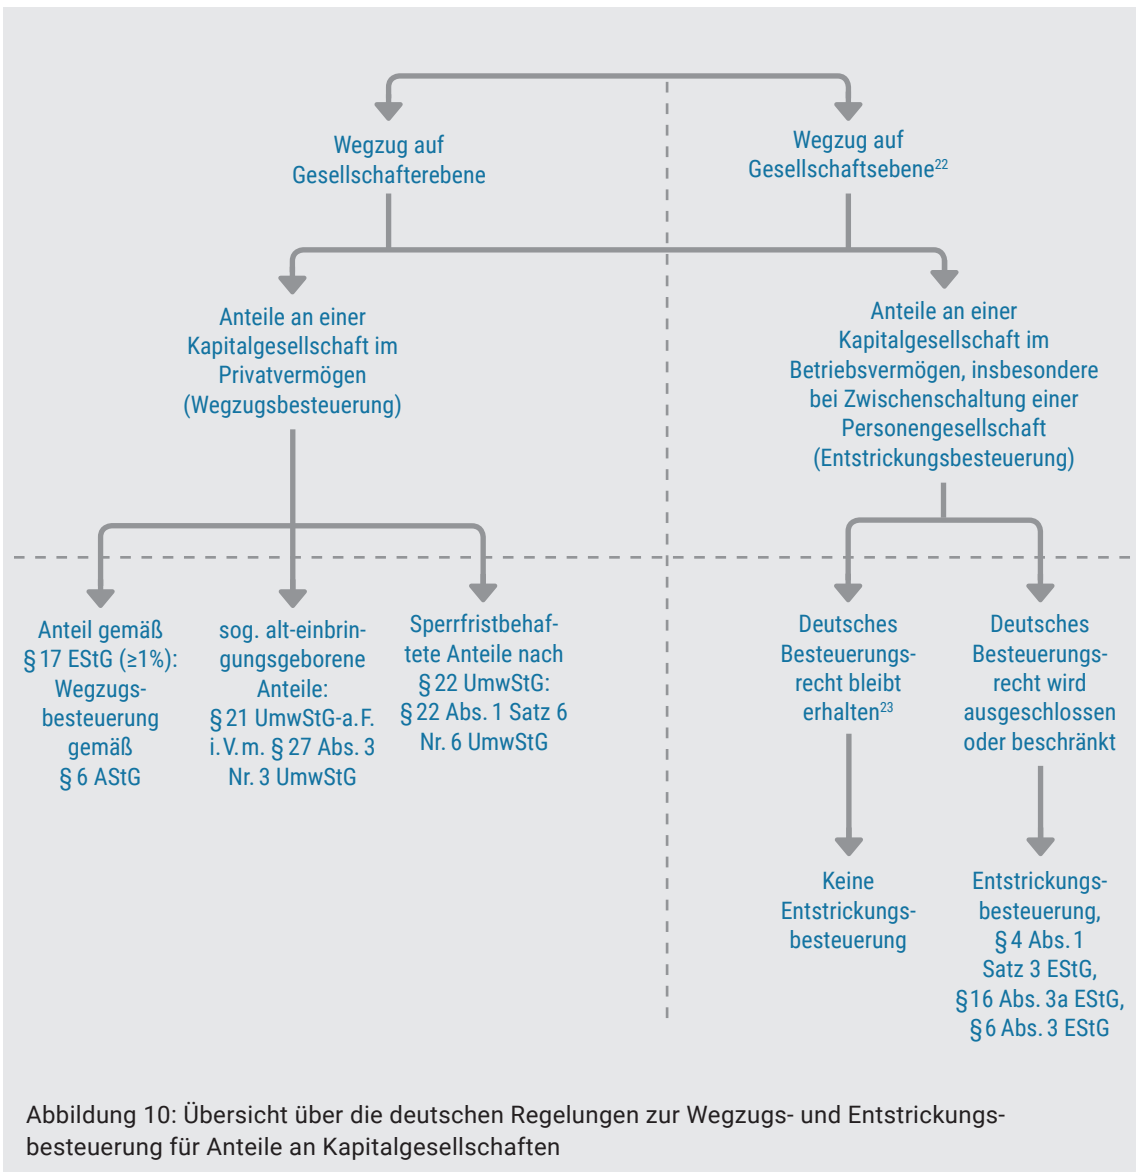 Wegzug auf
Gesellschafterebene
Wegzug auf
Gesellschaftsebene²²
Anteile an einer
Kapitalgesellschaft im
Privatvermögen
(Wegzugsbesteuerung)
Anteile an einer
Kapitalgesellschaft im
Betriebsvermögen, insbesondere
bei Zwischenschaltung einer
Personengesellschaft
(Entstrickungsbesteuerung)
Anteil gemäß
§ 17 EStG (≥1%):
Wegzugs-
besteuerung
gemäß
§ 6 AStG
sog. alt-einbrin-
gungsgeborene
Anteile:
§ 21 UmwStG-a.F.
i.V.m. § 27 Abs. 3
Nr. 3 UmwStG
Sperrfristbehaf-
tete Anteile nach
§ 22 UmwStG:
§ 22 Abs. 1 Satz 6
Nr. 6 UmwStG
Deutsches
Besteuerungs-
recht bleibt
erhalten²³
Deutsches
Besteuerungs-
recht wird
ausgeschlossen
oder beschränkt
Keine
Entstrickungs-
besteuerung
Entstrickungs-
besteuerung,
§ 4 Abs. 1
Satz 3 EStG,
§ 16 Abs. 3a EStG,
§ 6 Abs. 3 EStG
Abbildung 10: Übersicht über die deutschen Regelungen zur Wegzugs- und Entstrickungs-
besteuerung für Anteile an Kapitalgesellschaften